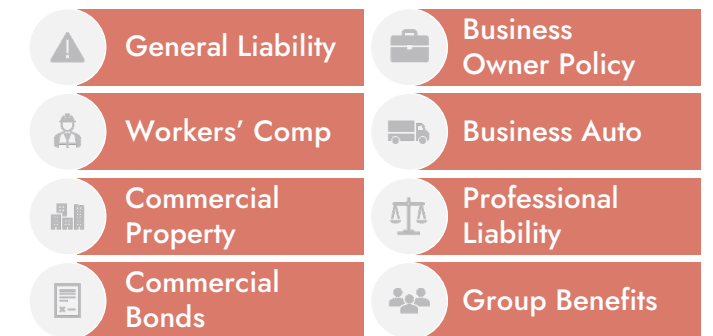 General Liability
Business
Owner Policy
Workers’ Comp
Business Auto
Commercial
Property
Professional
Liability
Commercial
Bonds
Group Benefits